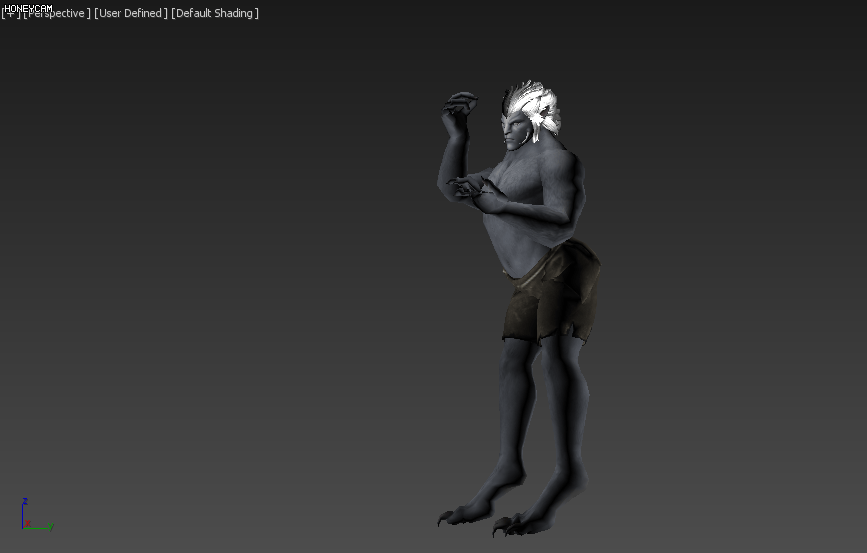 HONEYCAM
[+] [Perspective ] [User Defined ] [Default Shading ]
z
y